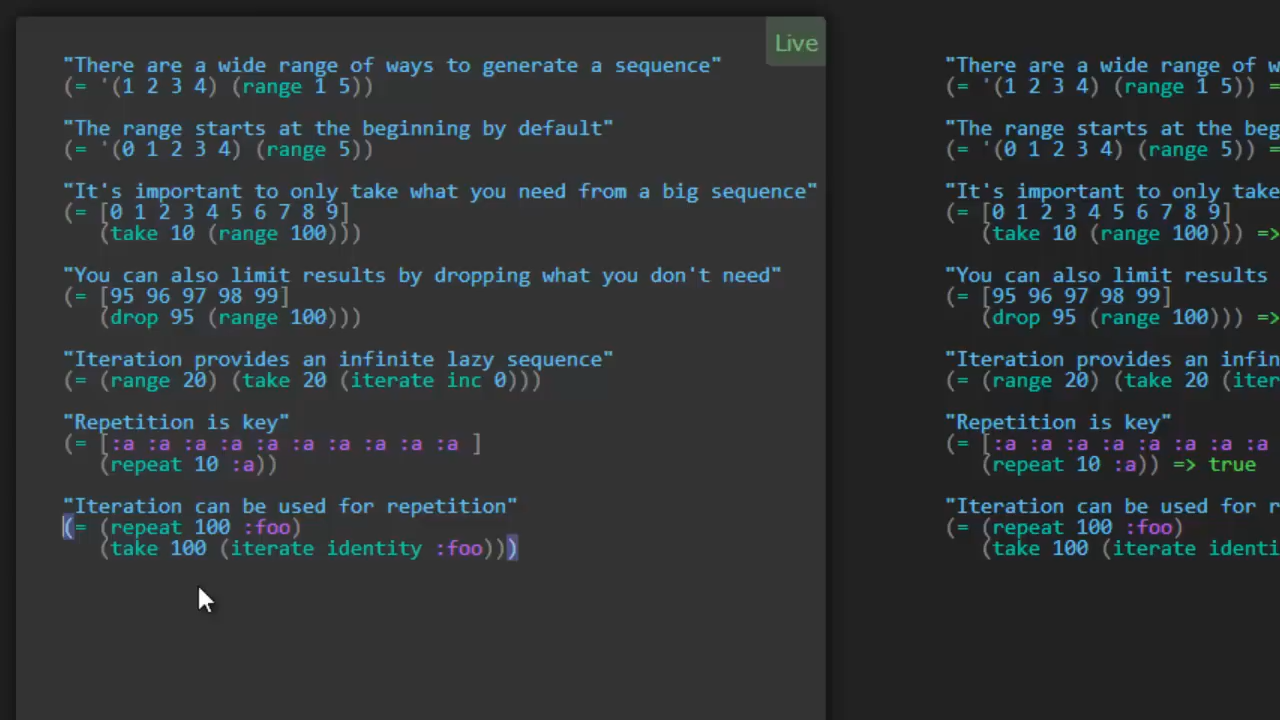 Live
"There are a wide range of ways to generate a sequence"
(= '(1 2 3 4) (range 1 5))
"The range starts at the beginning by default"
(= '(0 1 2 3 4) (range 5))
"It's important to only take what you need from a big sequence"
(= [0 1 2 3 4 5 6 7 8 9]
(take 10 (range 100)))
"You can also limit results by dropping what you don't need"
(= [95 96 97 98 99]
(drop 95 (range 100)))
"Iteration provides an infinite lazy sequence"
(= (range 20) (take 20 (iterate inc 0)))
"Repetition is key"
(= [:a :a :a :a :a :a :a :a :a :a ]
(repeat 10 :a))
"Iteration can be used for repetition"
(= (repeat 100 :foo)
(take 100 (iterate identity :foo)))
"There are a wide range of w
(= '(1 2 3 4) (range 1 5)) =
"The range starts at the beg
(= '(0 1 2 3 4) (range 5)) =
"It's important to only take
(= [0 1 2 3 4 5 6 7 8 9]
(take 10 (range 100))) =>
"You can also limit results
(= [95 96 97 98 99]
(drop 95 (range 100))) =>
"Iteration provides an infin
(= (range 20) (take 20 (iter
"Repetition is key"
(= [:a :a :a :a :a :a :a :a
(repeat 10 :a)) => true
"Iteration can be used for r
(= (repeat 100 :foo)
(take 100 (iterate identi